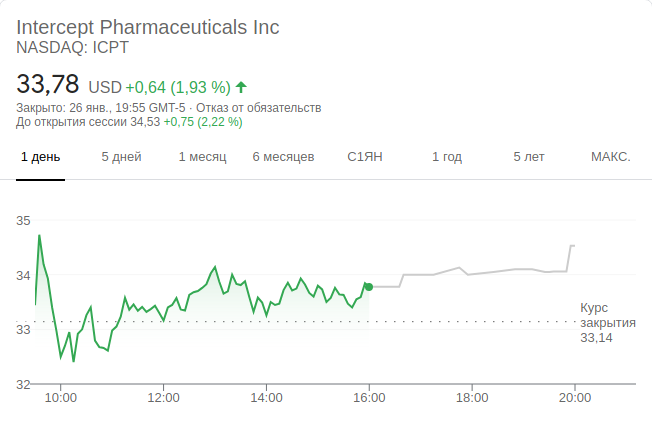 Intercept Pharmaceuticals Inc
NASDAQ: ICPT
33,78 USD +0,64 (1,93 %)
Закрыто: 26 янв., 19:55 GMT-5 · Отказ от обязательств
До открытия сессии 34,53 +0,75 (2,22 %)
1 день 5 дней 1 месяц 6 месяцев С1ЯН 1 год 5 лет МАКС.
35
34
33
32
Курс
закрытия
33,14
10:00 12:00 14:00 16:00 18:00 20:00